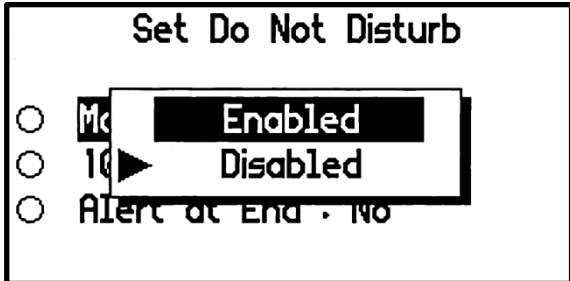 Set Do Not Disturb
Enabled
Disabled
Alert at End : No